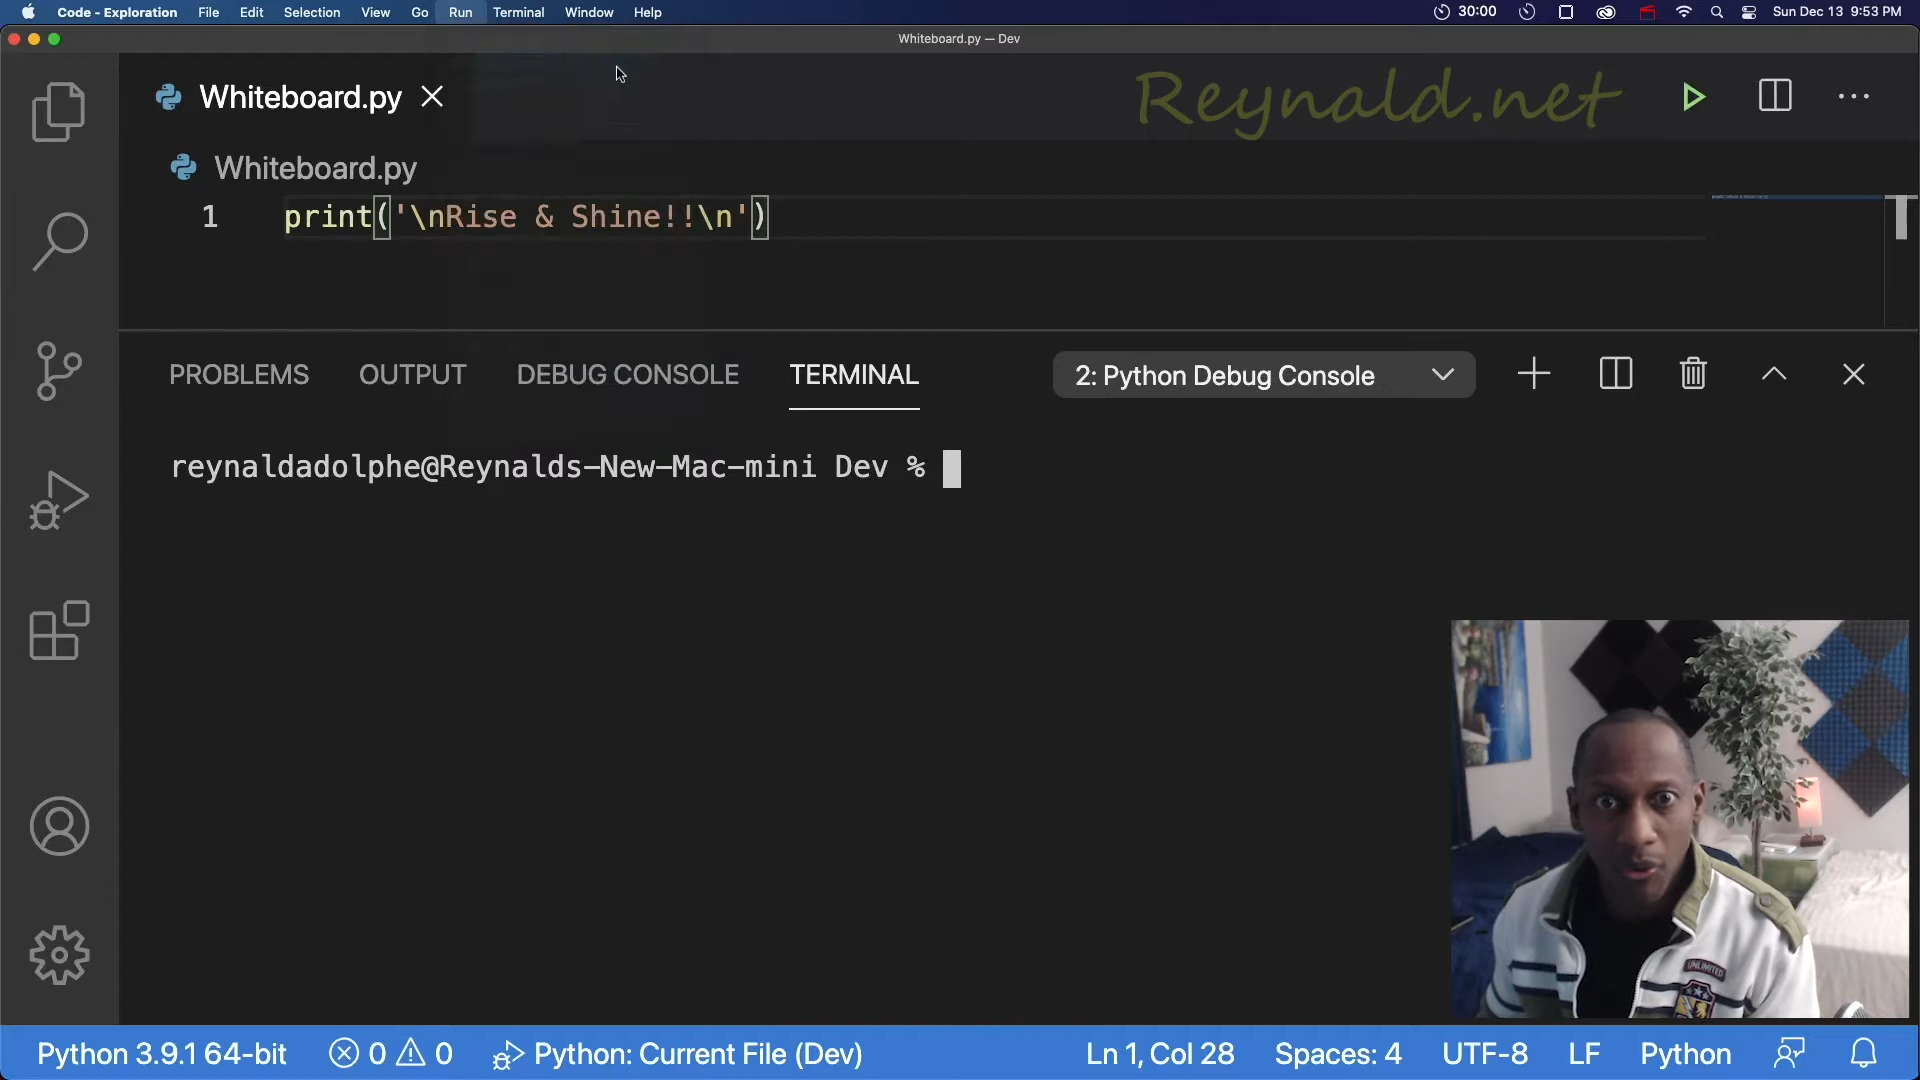 Code - Exploration File Edit Selection View Go Run Terminal Window Help 30:00 Sun Dec 13 9:53 PM
Whiteboard.py — Dev
Whiteboard.py
Reynald.net
Whiteboard.py
1 print('\nRise & Shine!!\n')
PROBLEMS OUTPUT DEBUG CONSOLE TERMINAL 2: Python Debug Console
reynaldadolphe@Reynalds-New-Mac-mini Dev %
UNLIMITED
Python 3.9.1 64-bit 0 0 Python: Current File (Dev) Ln 1, Col 28 Spaces: 4 UTF-8 LF Python